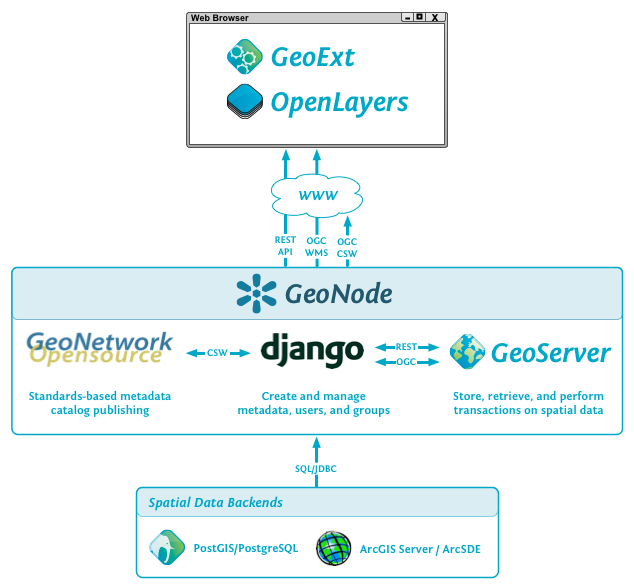 Web Browser
X
GeoExt
OpenLayers
WWW
REST
API
OGC
WMS
OGC
CSW
GeoNode
GeoNetwork
Opensource
CSW
django
REST
OGC
GeoServer
Standards-based metadata
catalog publishing
Create and manage
metadata, users, and groups
Store, retrieve, and perform
transactions on spatial data
SQL/JDBC
Spatial Data Backends
PostGIS/PostgreSQL
ArcGIS Server / ArcSDE